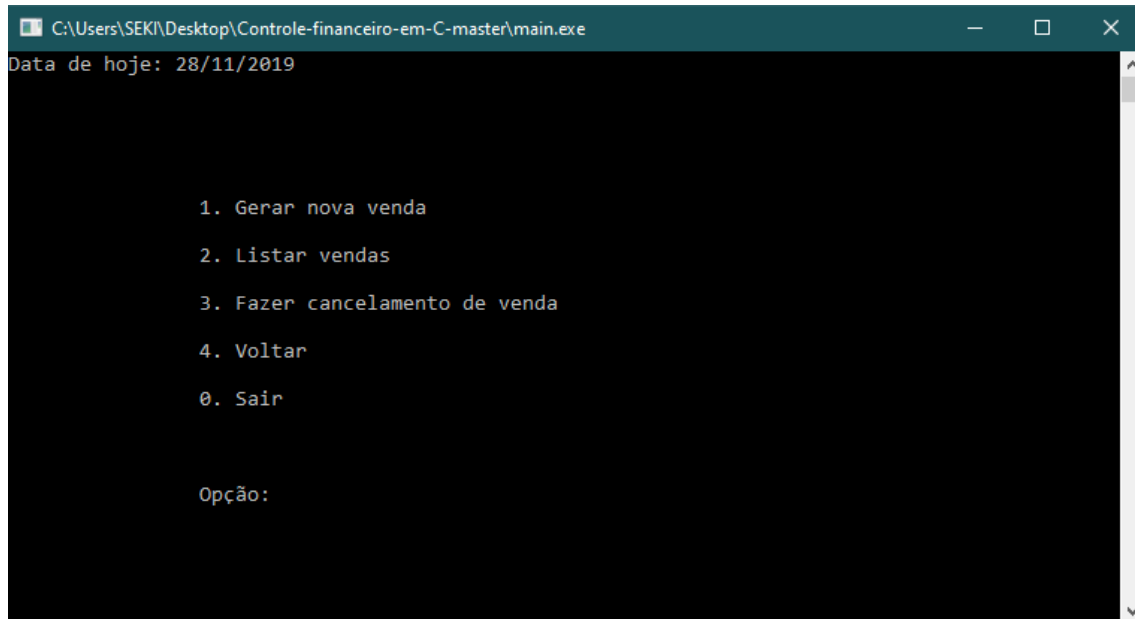 C:\Users\SEKI\Desktop\Controle-financeiro-em-C-master\main.exe
Data de hoje: 28/11/2019
1. Gerar nova venda
2. Listar vendas
3. Fazer cancelamento de venda
4. Voltar
0. Sair
Opção: